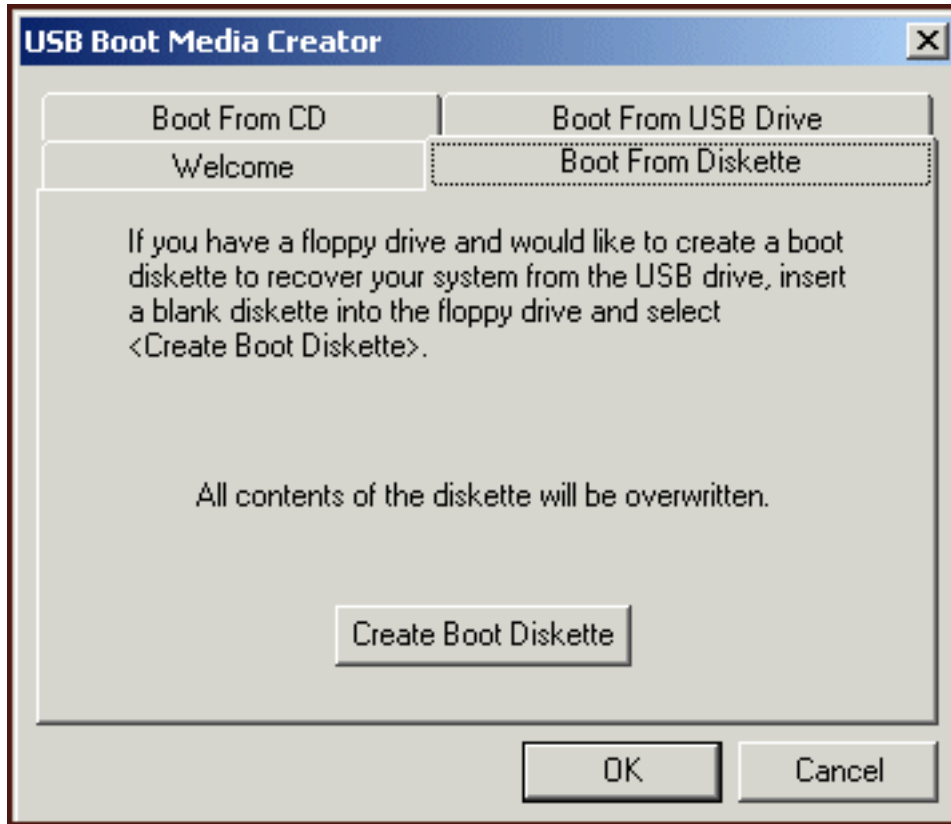 USB Boot Media Creator
Boot From CD
Boot From USB Drive
Welcome
Boot From Diskette
If you have a floppy drive and would like to create a boot
diskette to recover your system from the USB drive, insert
a blank diskette into the floppy drive and select
<Create Boot Diskette>.
All contents of the diskette will be overwritten.
Create Boot Diskette
OK
Cancel